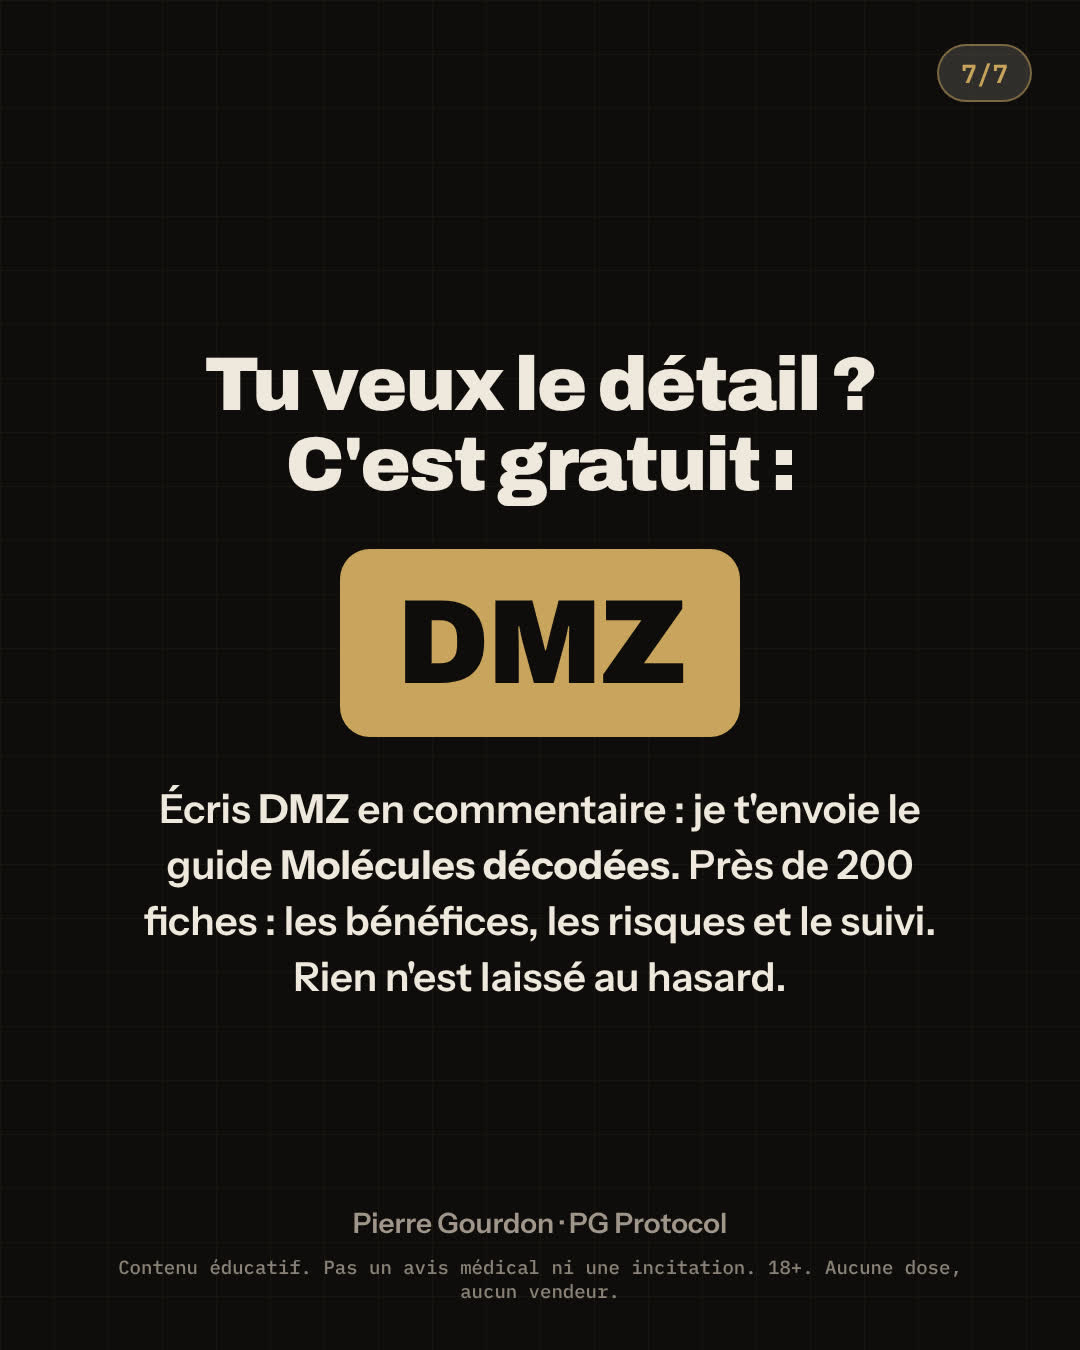 7/7
Tu veux le détail ?
C'est gratuit :
DMZ
Écris DMZ en commentaire : je t'envoie le
guide Molécules décodées. Près de 200
fiches : les bénéfices, les risques et le suivi.
Rien n'est laissé au hasard.
Pierre Gourdon · PG Protocol
Contenu éducatif. Pas un avis médical ni une incitation. 18+. Aucune dose,
aucun vendeur.